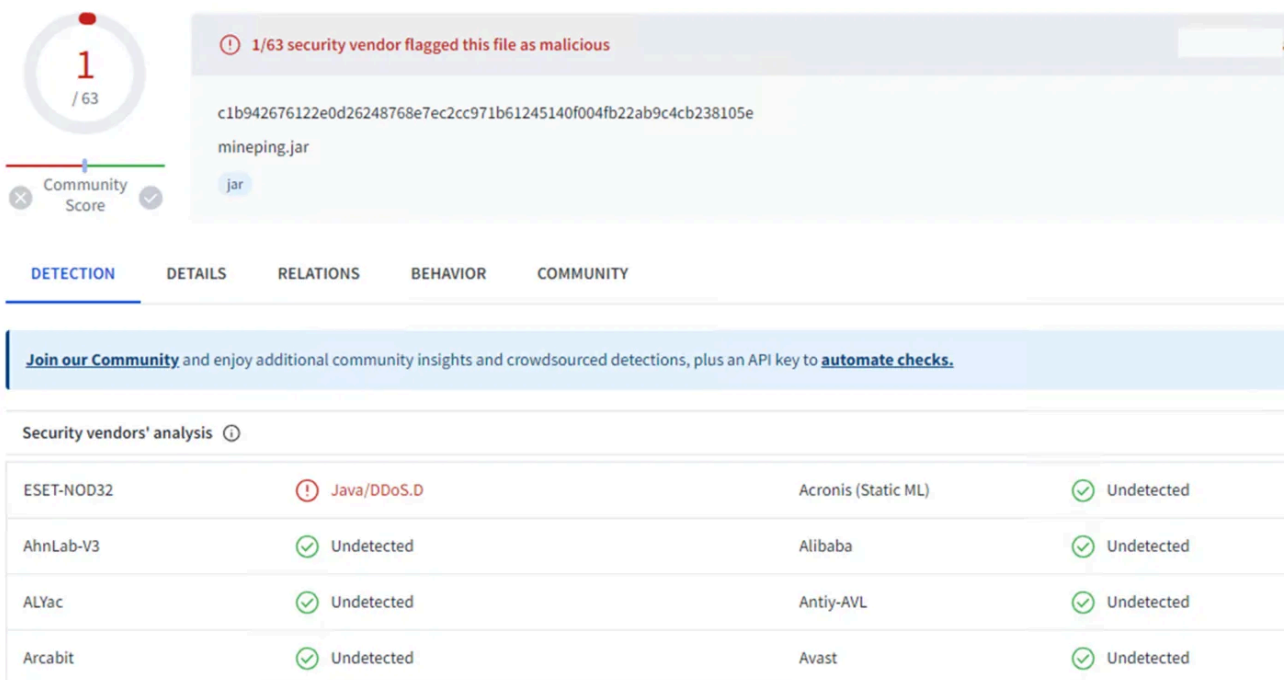 1
/ 63
Community
Score
1/63 security vendor flagged this file as malicious
c1b942676122e0d26248768e7ec2cc971b61245140f004fb22ab9c4cb238105e
mineping.jar
jar
DETECTION DETAILS RELATIONS BEHAVIOR COMMUNITY
Join our Community and enjoy additional community insights and crowdsourced detections, plus an API key to automate checks.
Security vendors' analysis
ESET-NOD32 Java/DDoS.D Acronis (Static ML) Undetected
AhnLab-V3 Undetected Alibaba Undetected
ALYac Undetected Antiy-AVL Undetected
Arcabit Undetected Avast Undetected